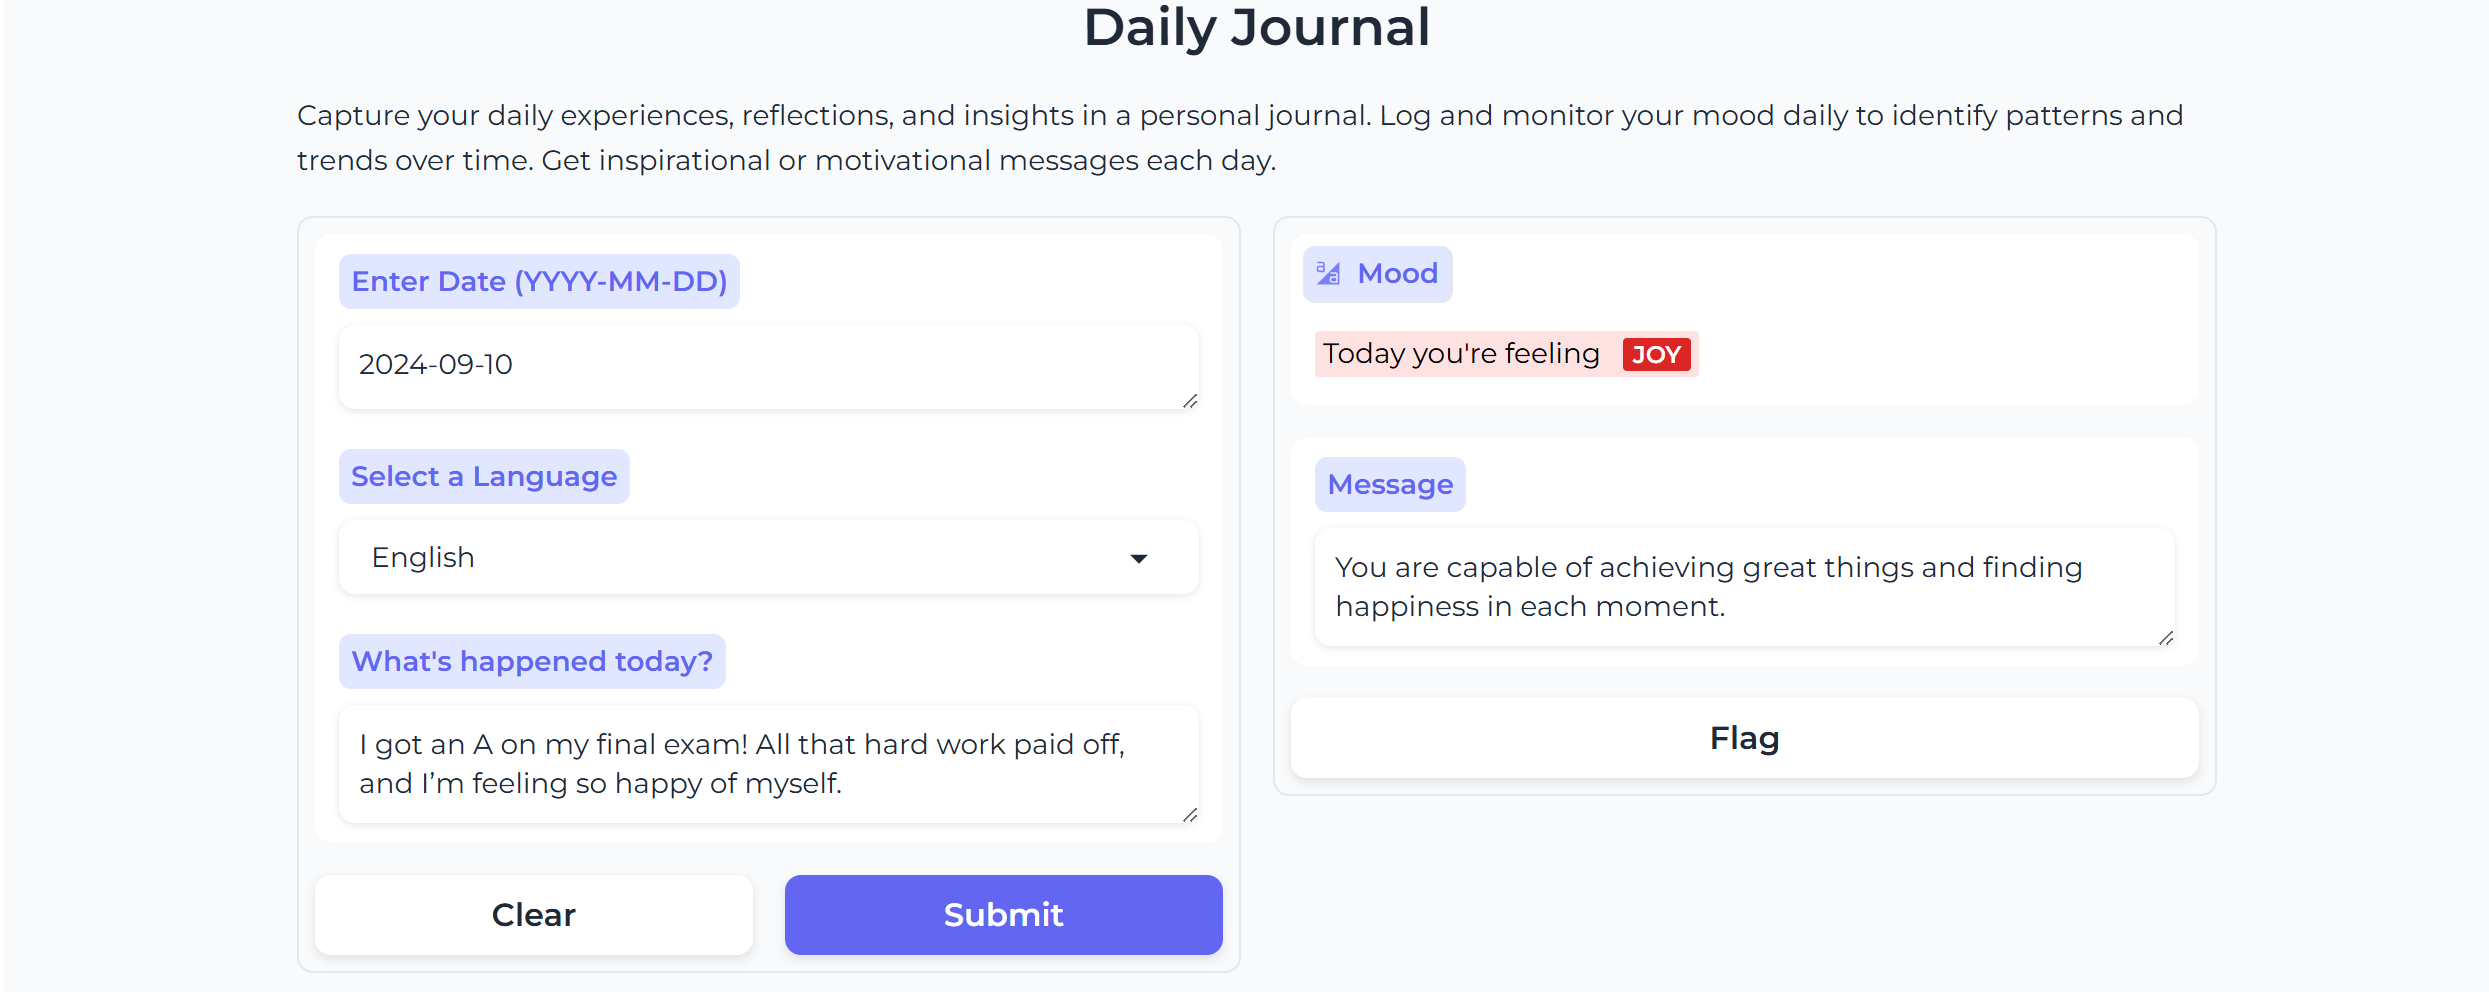 Daily Journal
Capture your daily experiences, reflections, and insights in a personal journal. Log and monitor your mood daily to identify patterns and
trends over time. Get inspirational or motivational messages each day.
Enter Date (YYYY-MM-DD)
2024-09-10
Select a Language
English
What's happened today?
I got an A on my final exam! All that hard work paid off,
and I’m feeling so happy of myself.
Clear
Submit
Mood
Today you're feeling JOY
Message
You are capable of achieving great things and finding
happiness in each moment.
Flag